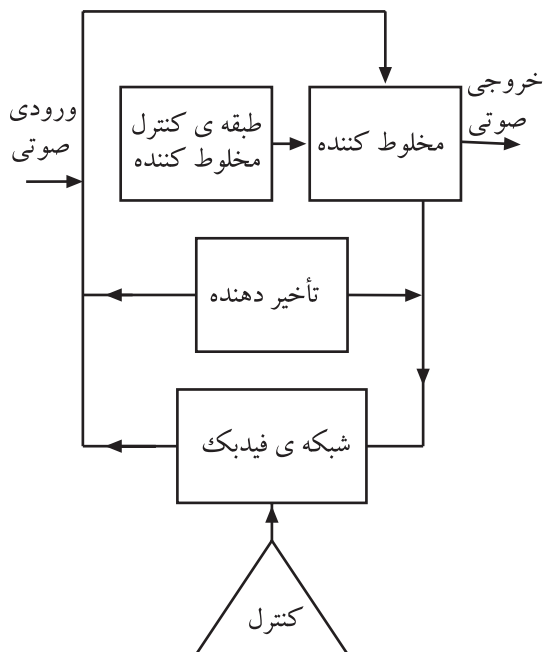 خروجی
صوتی
ورودی
صوتی
طبقه ی کنترل
مخلوط کننده
مخلوط کننده
تأخیر دهنده
شبکه ی فیدبک
کنترل